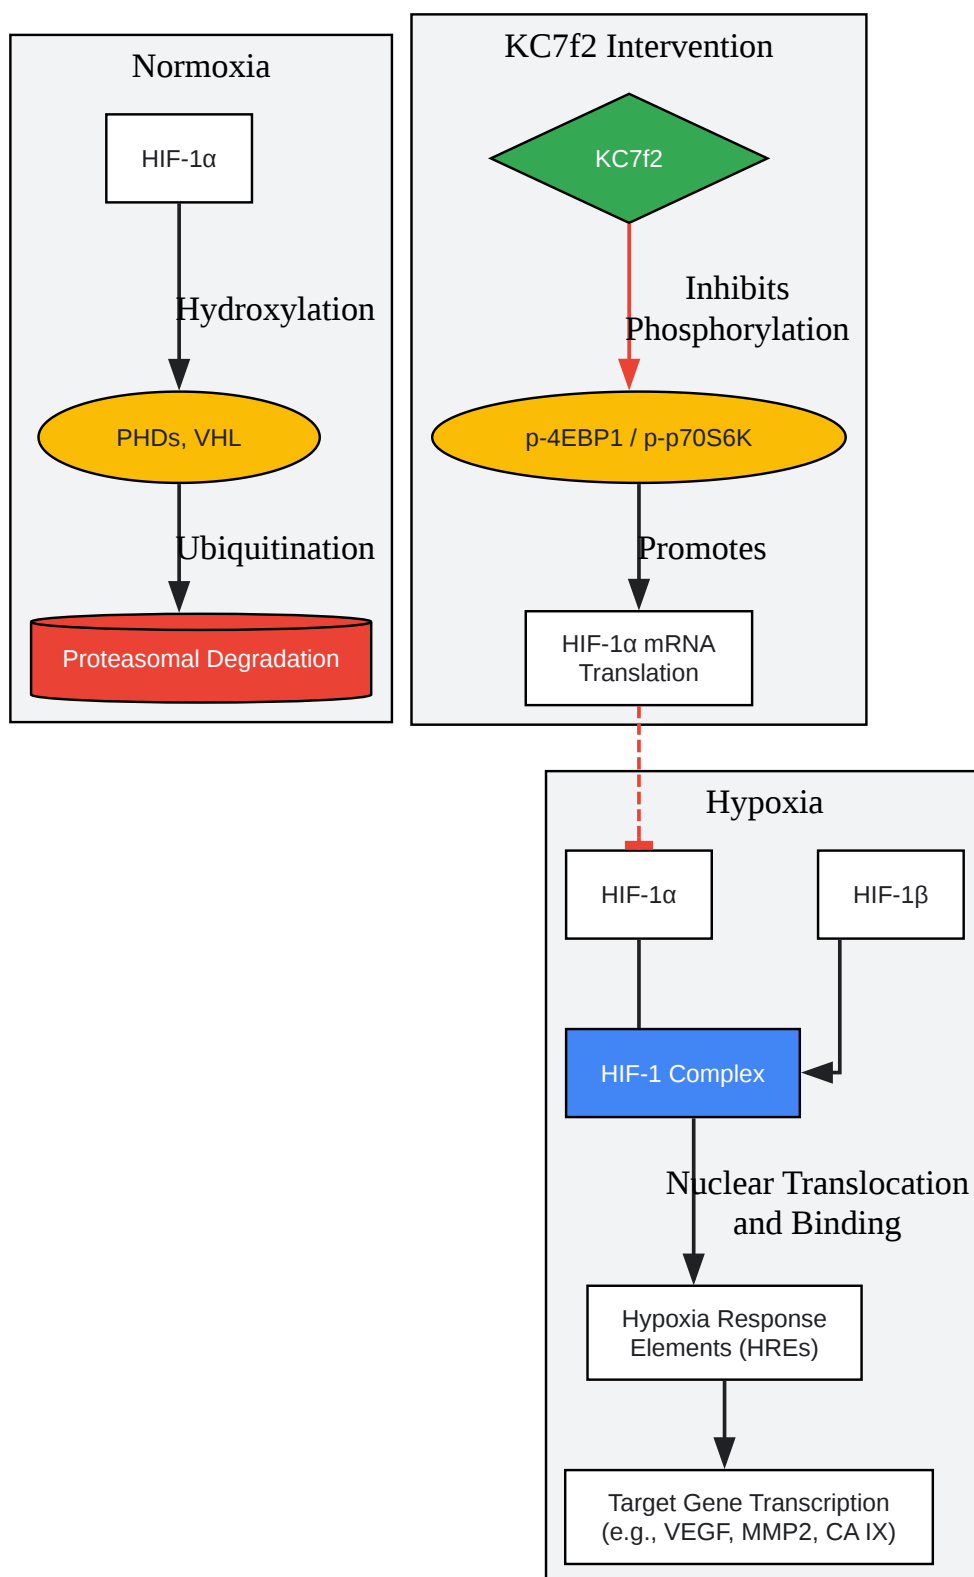 Normoxia
HIF-1α
Hydroxylation
PHDs, VHL
Ubiquitination
Proteasomal Degradation
KC7f2 Intervention
KC7f2
Inhibits
Phosphorylation
p-4EBP1 / p-p70S6K
Promotes
HIF-1α mRNA
Translation
Hypoxia
HIF-1α
HIF-1β
HIF-1 Complex
Nuclear Translocation
and Binding
Hypoxia Response
Elements (HREs)
Target Gene Transcription
(e.g., VEGF, MMP2, CA IX)